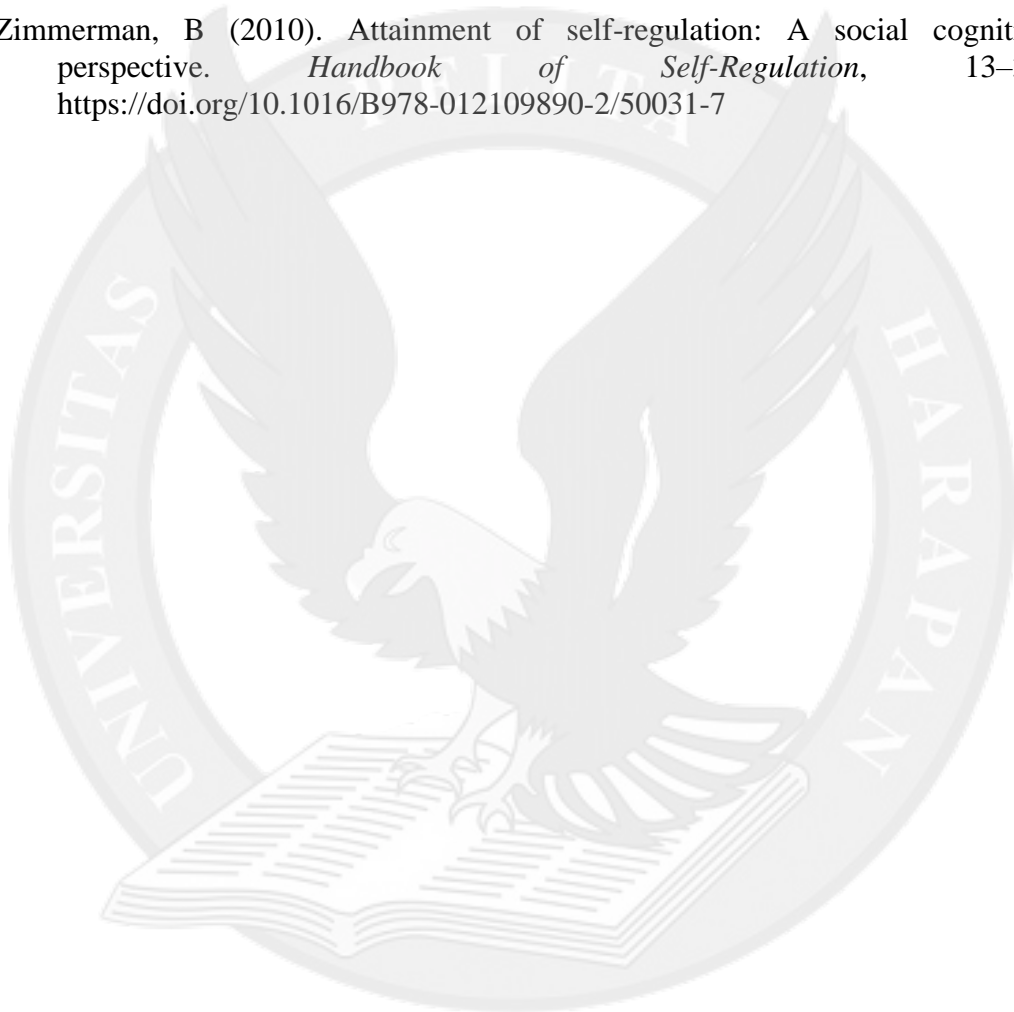 Zimmerman, B (2010). Attainment of self-regulation: A social cognit
perspective. Handbook of Self-Regulation, 13–
https://doi.org/10.1016/B978-012109890-2/50031-7
PELITA
UNIVERSITAS
HARAPAN